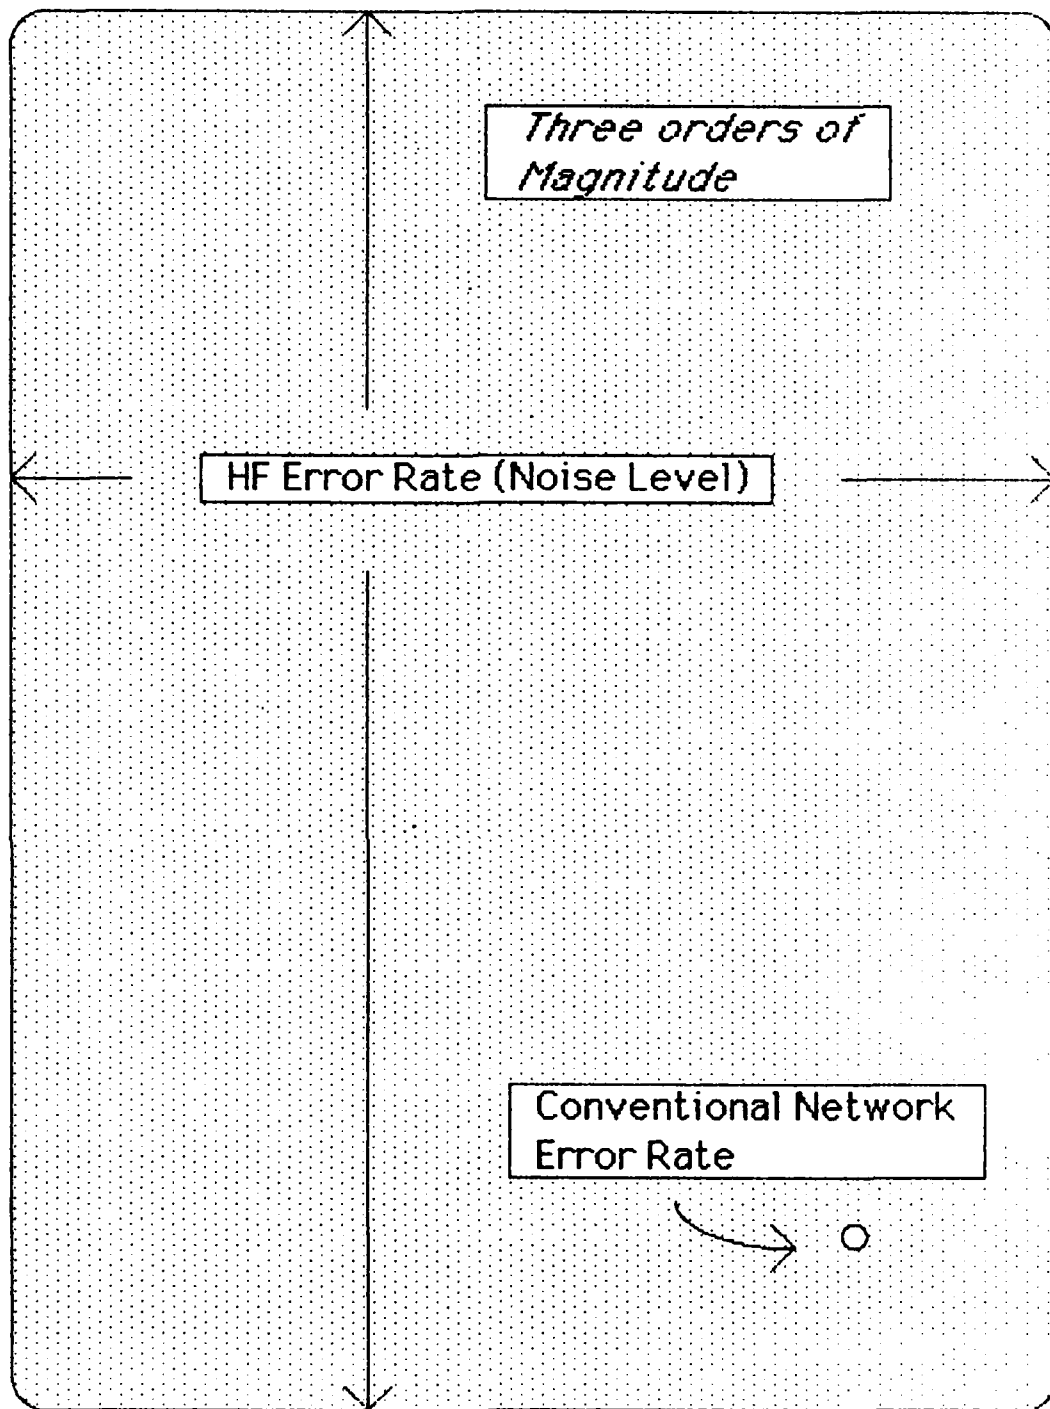 Three orders of
Magnitude
HF Error Rate (Noise Level)
Conventional Network
Error Rate